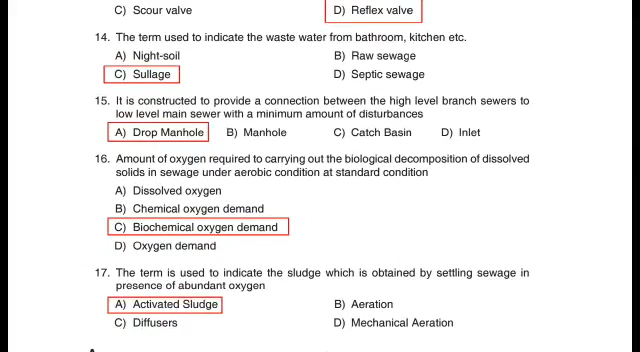 C) Scour valve D) Reflex valve
14. The term used to indicate the waste water from bathroom, kitchen etc.
A) Night-soil B) Raw sewage
C) Sullage D) Septic sewage
15. It is constructed to provide a connection between the high level branch sewers to
low level main sewer with a minimum amount of disturbances
A) Drop Manhole B) Manhole C) Catch Basin D) Inlet
16. Amount of oxygen required to carrying out the biological decomposition of dissolved
solids in sewage under aerobic condition at standard condition
A) Dissolved oxygen
B) Chemical oxygen demand
C) Biochemical oxygen demand
D) Oxygen demand
17. The term is used to indicate the sludge which is obtained by settling sewage in
presence of abundant oxygen
A) Activated Sludge B) Aeration
C) Diffusers D) Mechanical Aeration